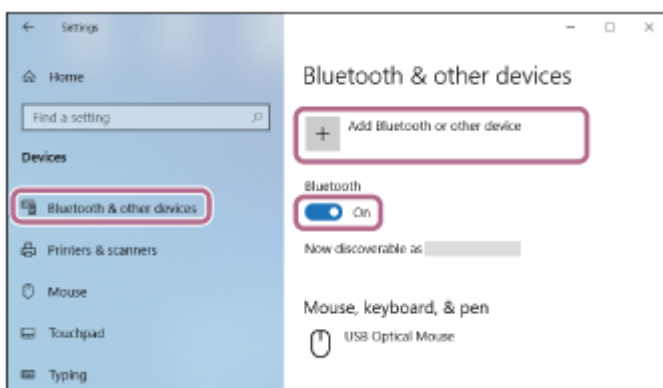 Settings
Home
Find a setting
Devices
Bluetooth & other devices
Printers & scanners
Mouse
Touchpad
Typing
Bluetooth & other devices
Add Bluetooth or other device
Bluetooth
On
Now discoverable as
Mouse, keyboard, & pen
USB Optical Mouse